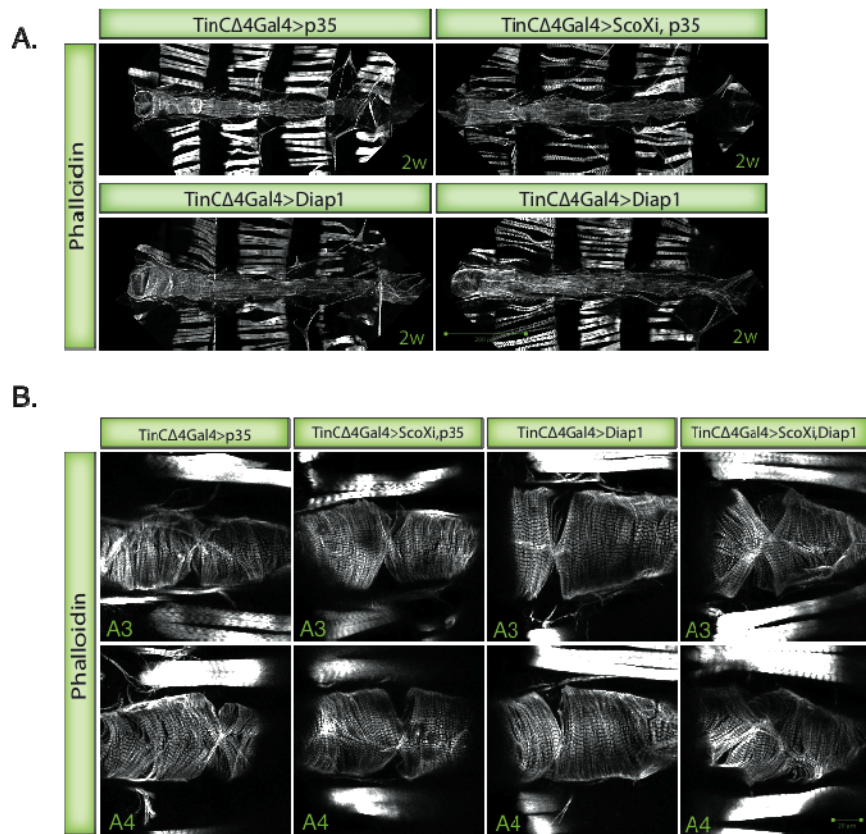 A.
TinCΔ4Gal4>p35
TinCΔ4Gal4>ScoXi, p35
Phalloidin
2w
2w
TinCΔ4Gal4>Diap1
TinCΔ4Gal4>Diap1
2w
2w
B.
TinCΔ4Gal4>p35
TinCΔ4Gal4>ScoXi,p35
TinCΔ4Gal4>Diap1
TinCΔ4Gal4>ScoXi,Diap1
Phalloidin
A3
A3
A3
A3
A4
A4
A4
A4